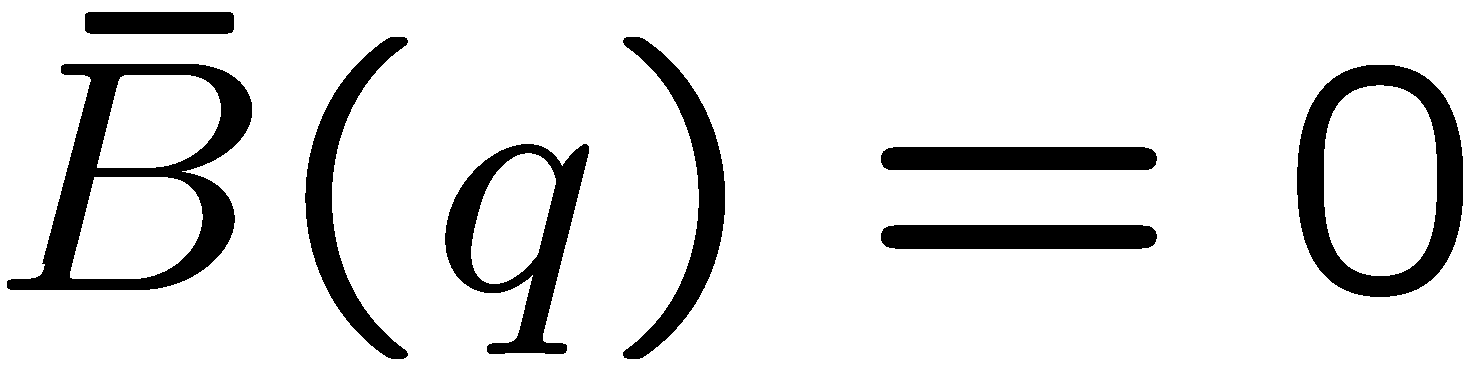 B̄(q) = 0